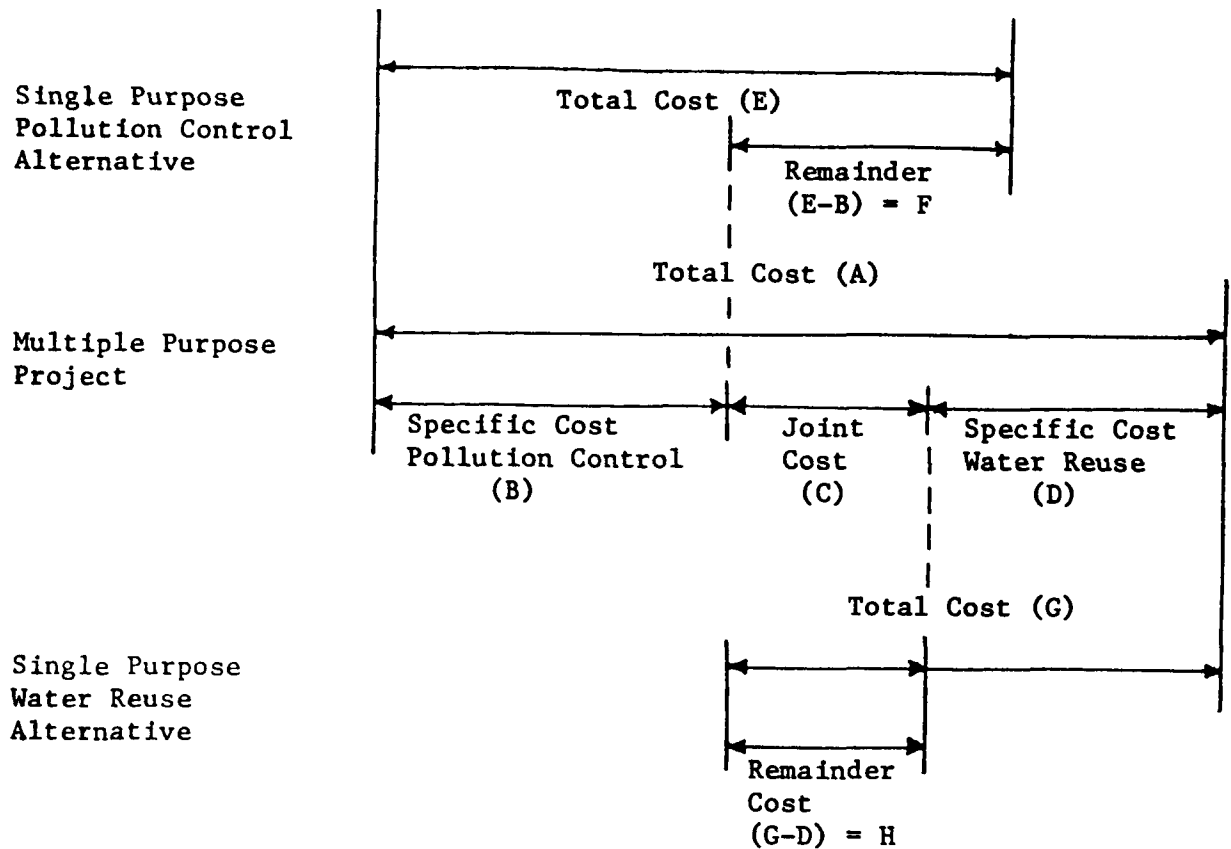 Single Purpose
Pollution Control
Alternative
Total Cost (E)
Remainder
(E-B) = F
Total Cost (A)
Multiple Purpose
Project
Specific Cost
Pollution Control
(B)
Joint
Cost
(C)
Specific Cost
Water Reuse
(D)
Total Cost (G)
Single Purpose
Water Reuse
Alternative
Remainder
Cost
(G-D) = H